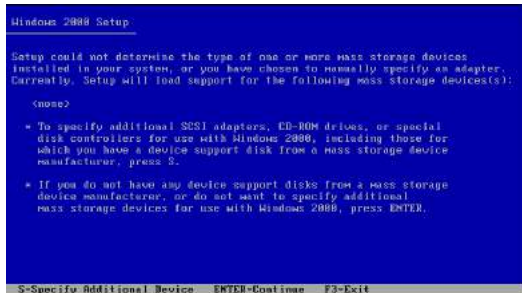 Windows 2000 Setup
Setup could not determine the type of one or more mass storage devices
installed in your system, or you have chosen to manually specify an adapter.
Currently, Setup will load support for the following mass storage devices(s):
<none>
* To specify additional SCSI adapters, CD-ROM drives, or special
disk controllers for use with Windows 2000, including those for
which you have a device support disk from a mass storage device
manufacturer, press S.
* If you do not have any device support disks from a mass storage
device manufacturer, or do not want to specify additional
mass storage devices for use with Windows 2000, press ENTER.
S=Specify Additional Device ENTER=Continue F3=Exit